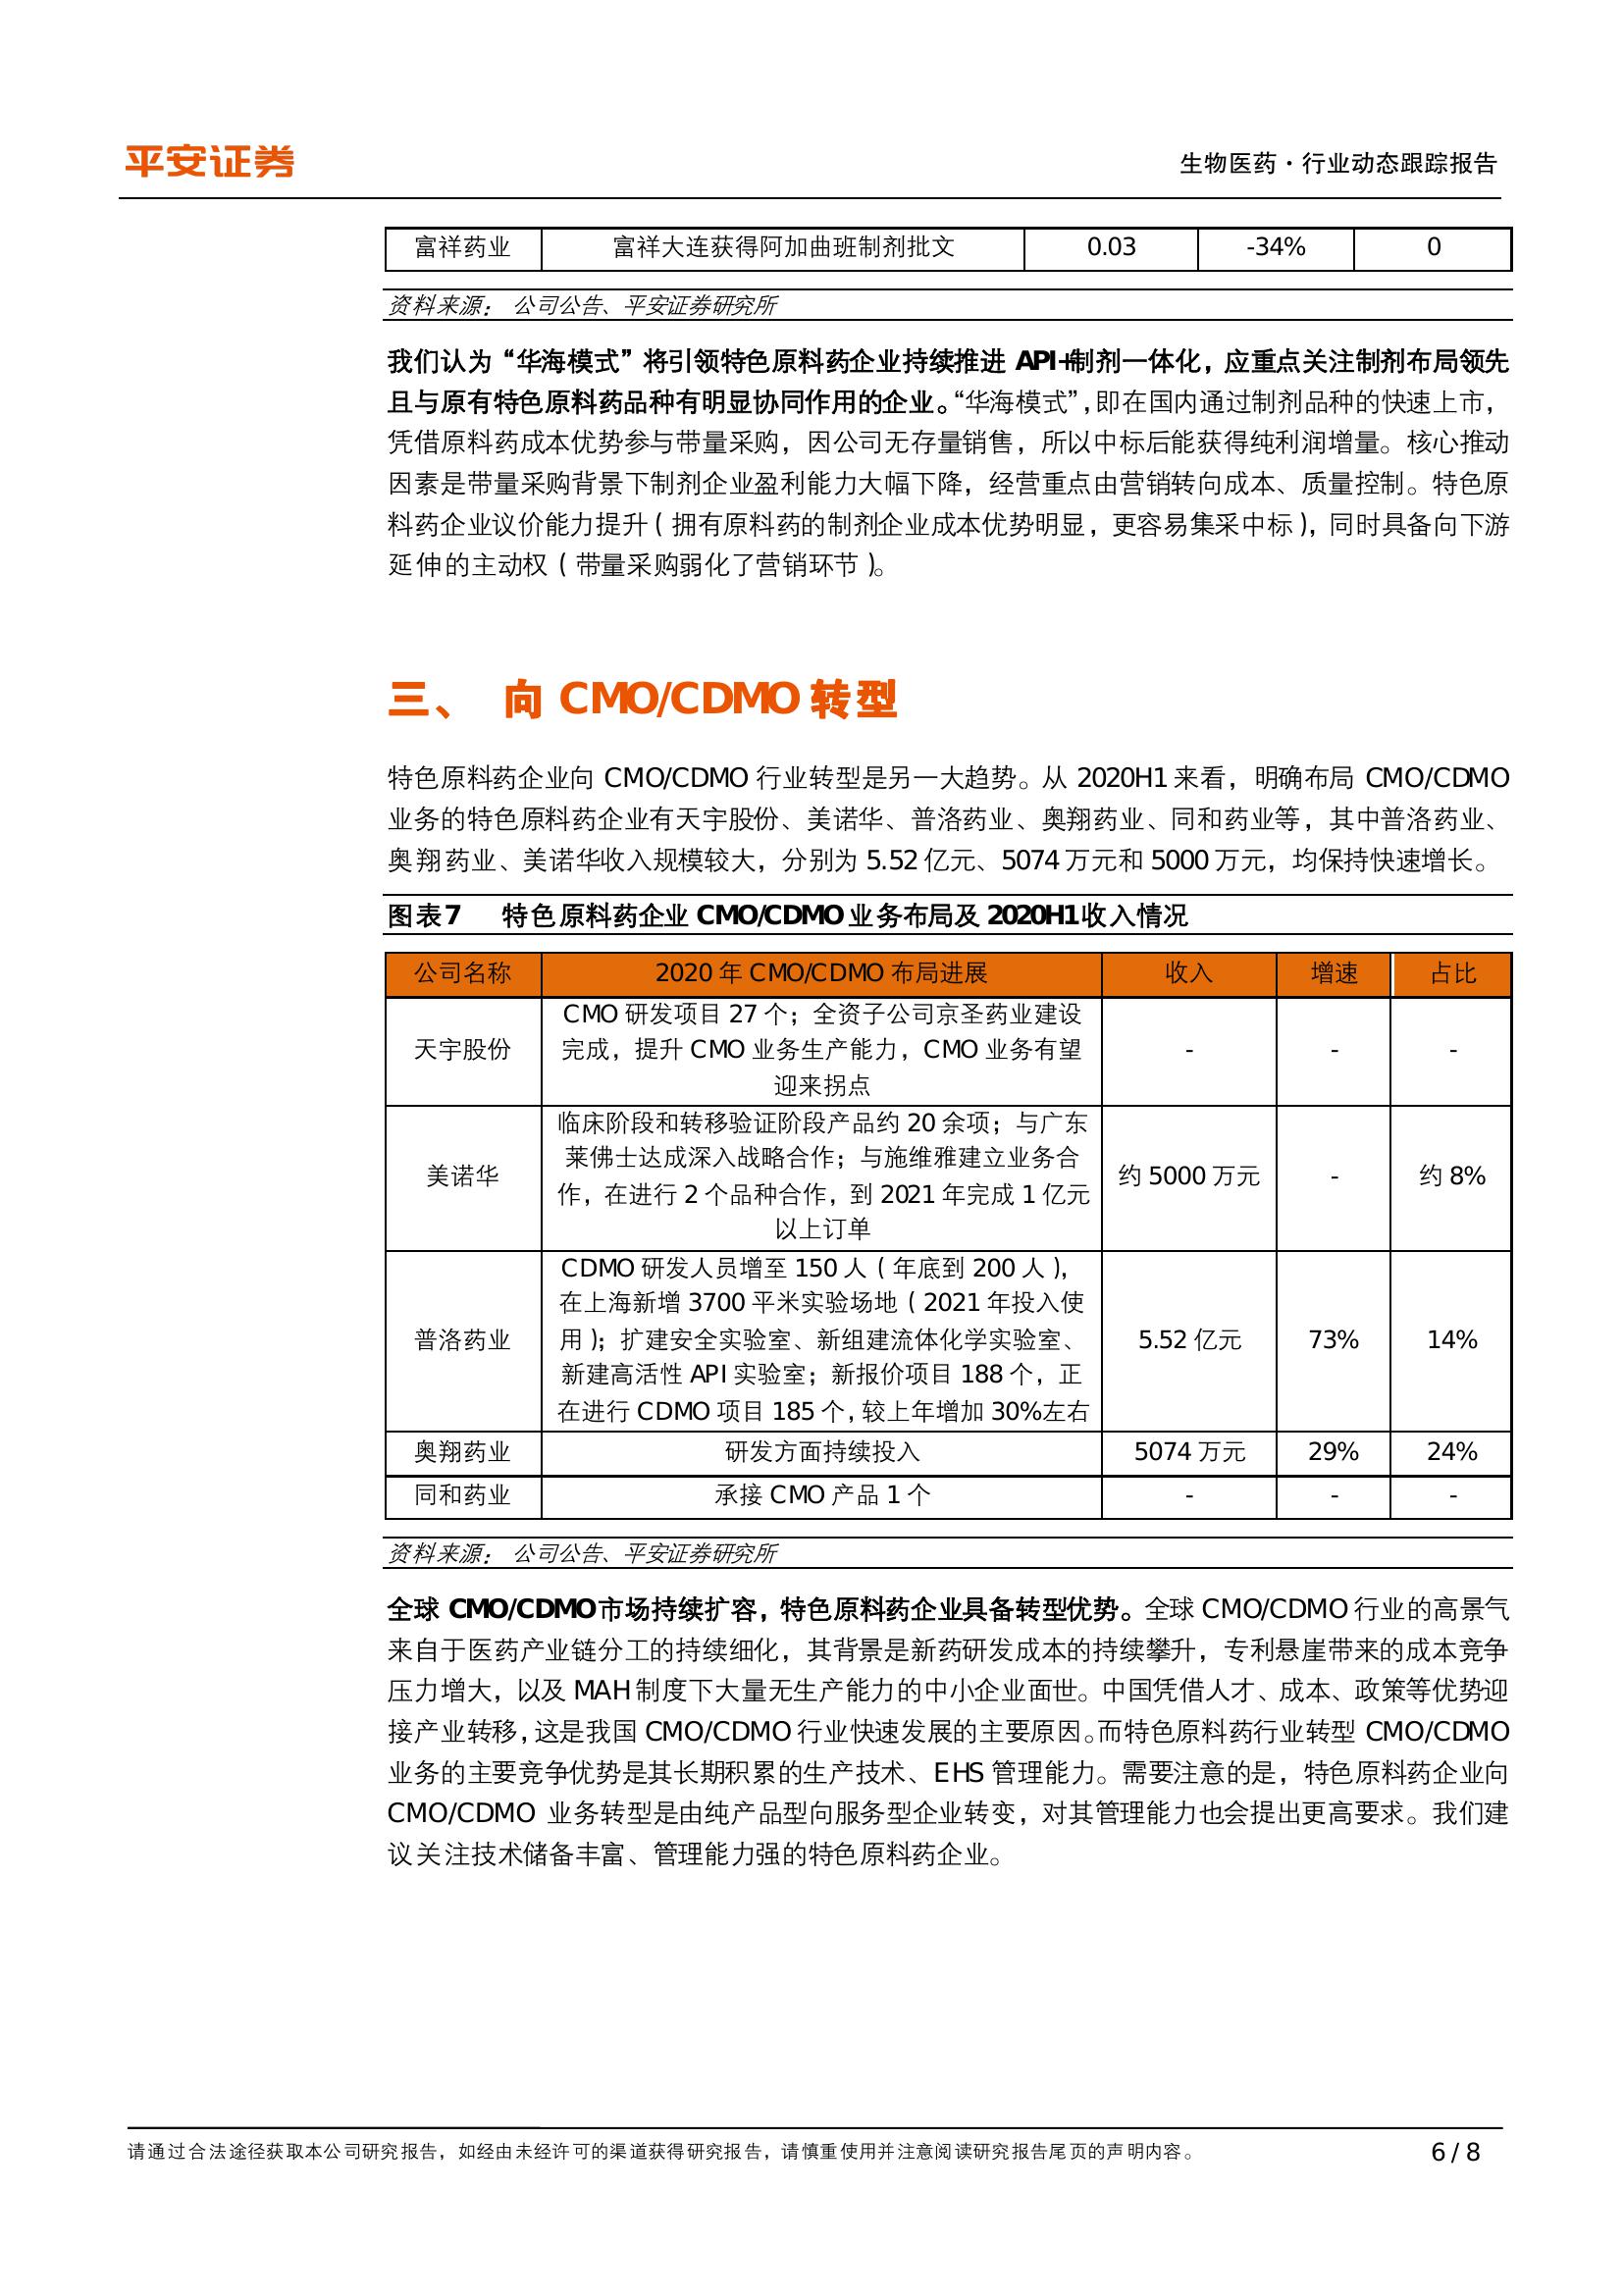 平安证券
生物医药·行业动态跟踪报告
富祥药业 富祥大连获得阿加曲班制剂批文 0.03 -34% 0
资料来源： 公司公告、平安证券研究所
我们认为“华海模式”将引领特色原料药企业持续推进 API+制剂一体化，应重点关注制剂布局领先
且与原有特色原料药品种有明显协同作用的企业。“华海模式”，即在国内通过制剂品种的快速上市，
凭借原料药成本优势参与带量采购，因公司无存量销售，所以中标后能获得纯利润增量。核心推动
因素是带量采购背景下制剂企业盈利能力大幅下降，经营重点由营销转向成本、质量控制。特色原
料药企业议价能力提升（拥有原料药的制剂企业成本优势明显，更容易集采中标），同时具备向下游
延伸的主动权（带量采购弱化了营销环节）。
三、 向 CMO/CDMO 转型
特色原料药企业向 CMO/CDMO 行业转型是另一大趋势。从 2020H1 来看，明确布局 CMO/CDMO
业务的特色原料药企业有天宇股份、美诺华、普洛药业、奥翔药业、同和药业等，其中普洛药业、
奥翔药业、美诺华收入规模较大，分别为 5.52 亿元、5074 万元和 5000 万元，均保持快速增长。
图表7 特色原料药企业 CMO/CDMO 业务布局及 2020H1 收入情况
公司名称 2020 年 CMO/CDMO 布局进展 收入 增速 占比
CMO 研发项目 27 个；全资子公司京圣药业建设
天宇股份 完成，提升 CMO 业务生产能力，CMO 业务有望 - - -
迎来拐点
临床阶段和转移验证阶段产品约 20 余项；与广东
莱佛士达成深入战略合作；与施维雅建立业务合
美诺华 作，在进行 2 个品种合作，到 2021 年完成 1 亿元 约 5000 万元 - 约 8%
以上订单
CDMO 研发人员增至 150 人（年底到 200 人），
在上海新增 3700 平米实验场地（2021 年投入使
普洛药业 用）；扩建安全实验室、新组建流体化学实验室、 5.52 亿元 73% 14%
新建高活性 API 实验室；新报价项目 188 个，正
在进行 CDMO 项目 185 个，较上年增加 30%左右
奥翔药业 研发方面持续投入 5074 万元 29% 24%
同和药业 承接 CMO 产品 1 个 - - -
资料来源： 公司公告、平安证券研究所
全球 CMO/CDMO 市场持续扩容，特色原料药企业具备转型优势。全球 CMO/CDMO 行业的高景气
来自于医药产业链分工的持续细化，其背景是新药研发成本的持续攀升，专利悬崖带来的成本竞争
压力增大，以及 MAH 制度下大量无生产能力的中小企业面世。中国凭借人才、成本、政策等优势迎
接产业转移，这是我国 CMO/CDMO 行业快速发展的主要原因。而特色原料药行业转型 CMO/CDMO
业务的主要竞争优势是其长期积累的生产技术、EHS 管理能力。需要注意的是，特色原料药企业向
CMO/CDMO 业务转型是由纯产品型向服务型企业转变，对其管理能力也会提出更高要求。我们建
议关注技术储备丰富、管理能力强的特色原料药企业。
请通过合法途径获取本公司研究报告，如经由未经许可的渠道获得研究报告，请慎重使用并注意阅读研究报告尾页的声明内容。 6 / 8